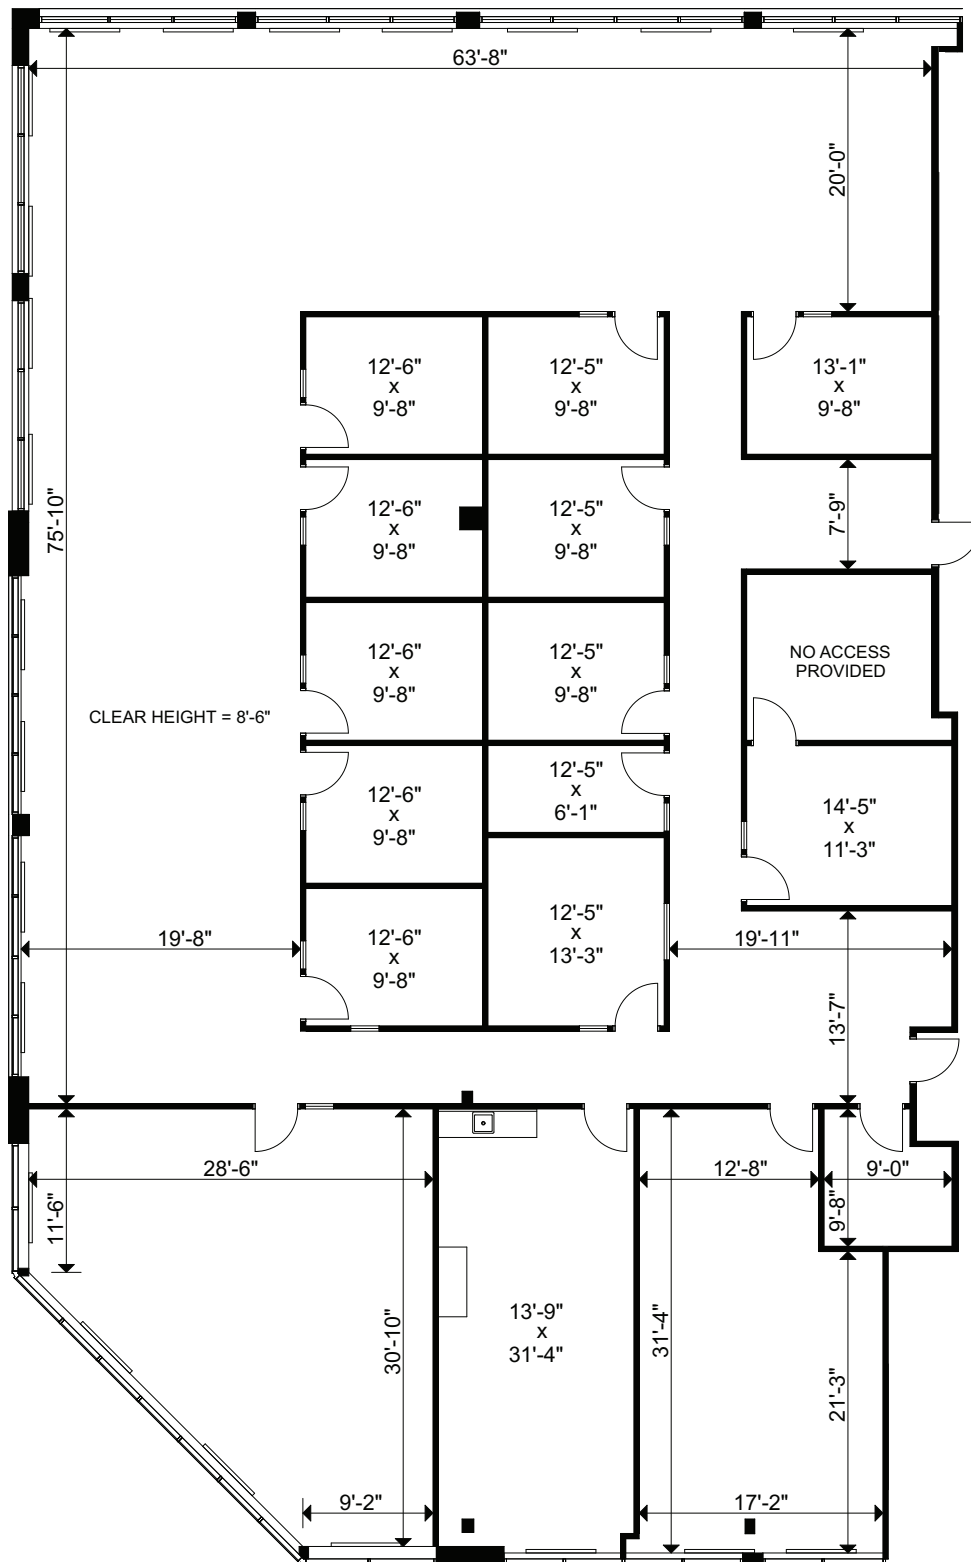 63'-8"
20'-0"
75'-10"
12'-6"
x
9'-8"
12'-5"
x
9'-8"
13'-1"
x
9'-8"
12'-6"
x
9'-8"
12'-5"
x
9'-8"
7'-9"
12'-6"
x
9'-8"
12'-5"
x
9'-8"
NO ACCESS
PROVIDED
CLEAR HEIGHT = 8'-6"
12'-6"
x
9'-8"
12'-5"
x
6'-1"
14'-5"
x
11'-3"
19'-8"
12'-6"
x
9'-8"
12'-5"
x
13'-3"
19'-11"
13'-7"
28'-6"
11'-6"
12'-8"
9'-0"
9'-8"
30'-10"
13'-9"
x
31'-4"
31'-4"
21'-3"
9'-2"
17'-2"